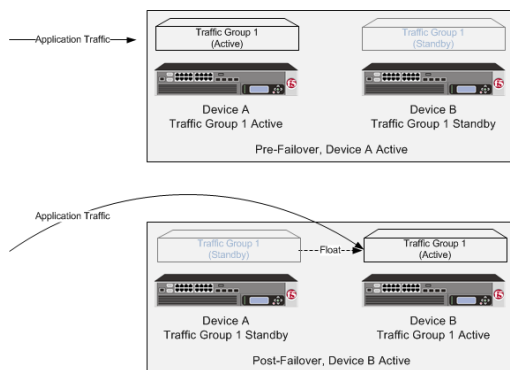 Application Traffic
Traffic Group 1
(Active)
Traffic Group 1
(Standby)
Device A
Traffic Group 1 Active
Device B
Traffic Group 1 Standby
Pre-Failover, Device A Active
Application Traffic
Traffic Group 1
(Standby)
Float
Traffic Group 1
(Active)
Device A
Traffic Group 1 Standby
Device B
Traffic Group 1 Active
Post-Failover, Device B Active